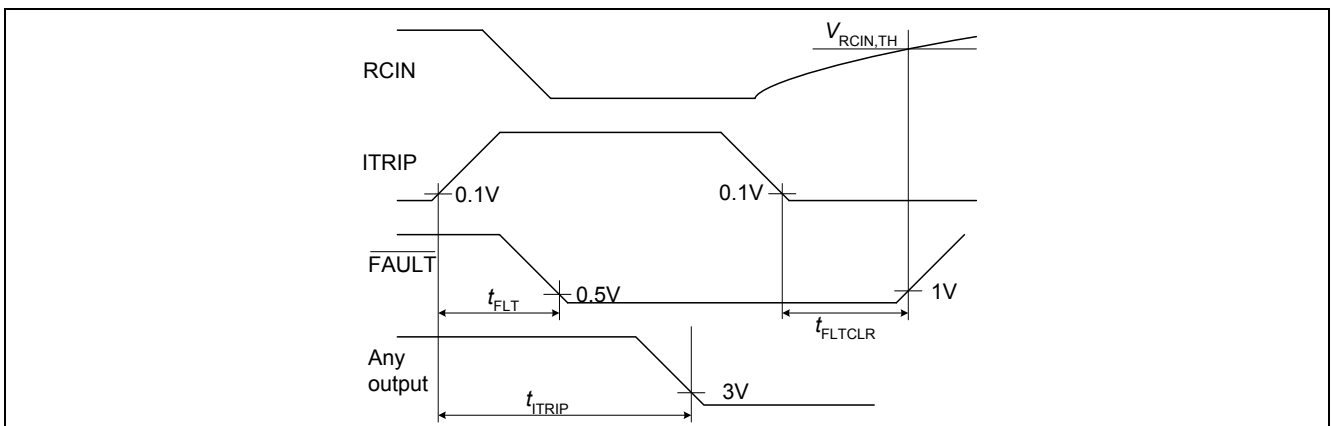 V_RCIN,TH
RCIN
ITRIP
0.1V
0.1V
FAULT
0.5V
1V
t_FLT
t_FLTCLR
Any
output
3V
t_ITRIP